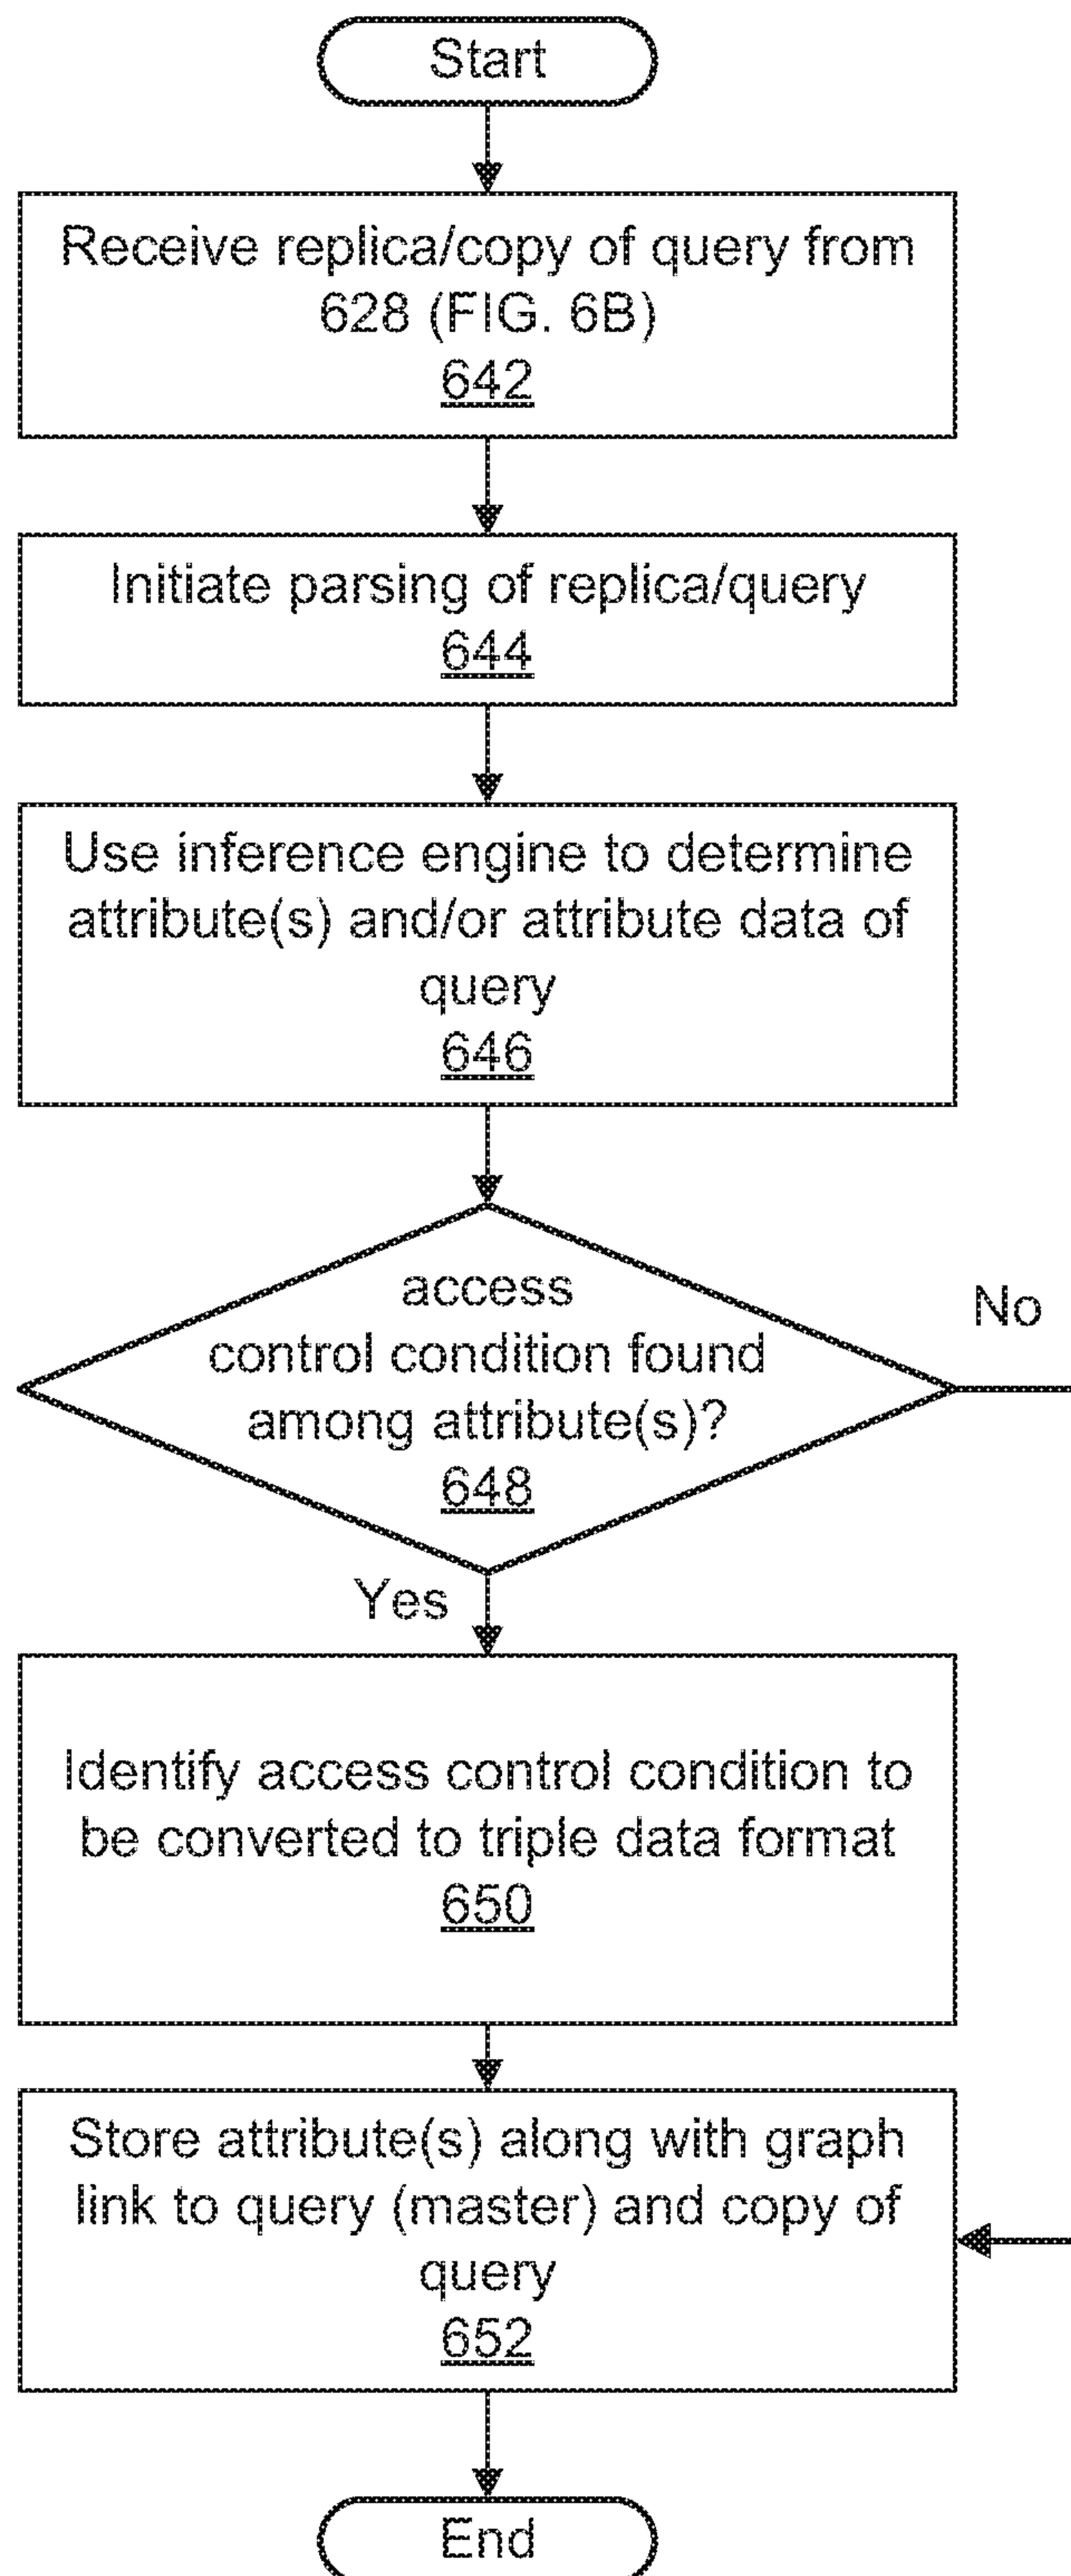 Start
Receive replica/copy of query from
628 (FIG. 6B)
642
Initiate parsing of replica/query
644
Use inference engine to determine
attribute(s) and/or attribute data of
query
646
access
control condition found
among attribute(s)?
648
No
Yes
Identify access control condition to
be converted to triple data format
650
Store attribute(s) along with graph
link to query (master) and copy of
query
652
End